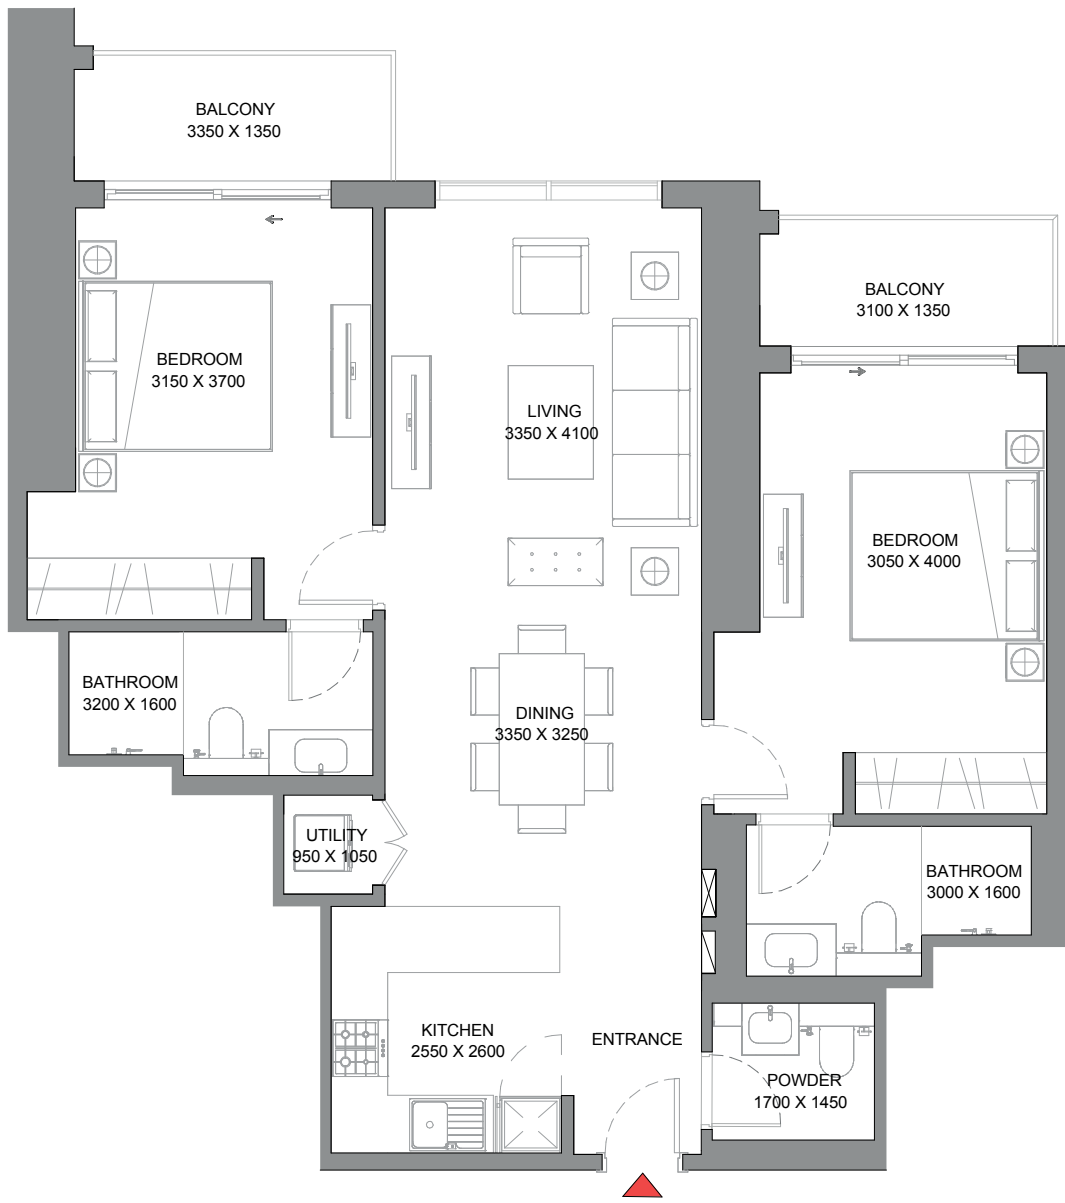 BALCONY
3350 X 1350
BALCONY
3100 X 1350
BEDROOM
3150 X 3700
LIVING
3350 X 4100
BEDROOM
3050 X 4000
BATHROOM
3200 X 1600
DINING
3350 X 3250
UTILITY
950 X 1050
BATHROOM
3000 X 1600
KITCHEN
2550 X 2600
ENTRANCE
POWDER
1700 X 1450